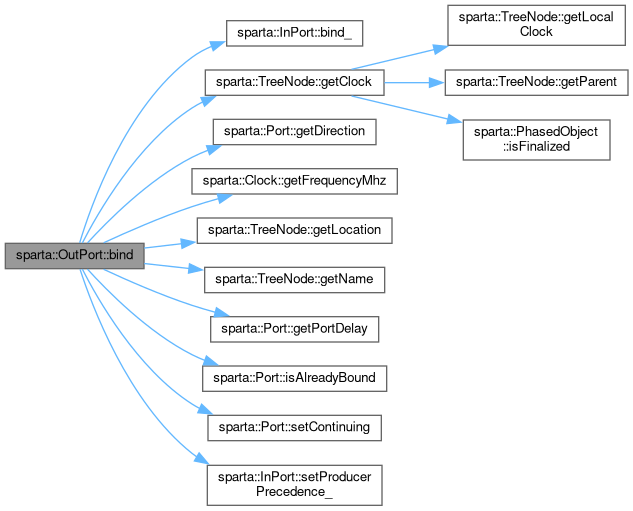 sparta::OutPort::bind
sparta::InPort::bind_
sparta::TreeNode::getClock
sparta::TreeNode::getLocal
Clock
sparta::TreeNode::getParent
sparta::PhasedObject
::isFinalized
sparta::Port::getDirection
sparta::Clock::getFrequencyMhz
sparta::TreeNode::getLocation
sparta::TreeNode::getName
sparta::Port::getPortDelay
sparta::Port::isAlreadyBound
sparta::Port::setContinuing
sparta::InPort::setProducer
Precedence_